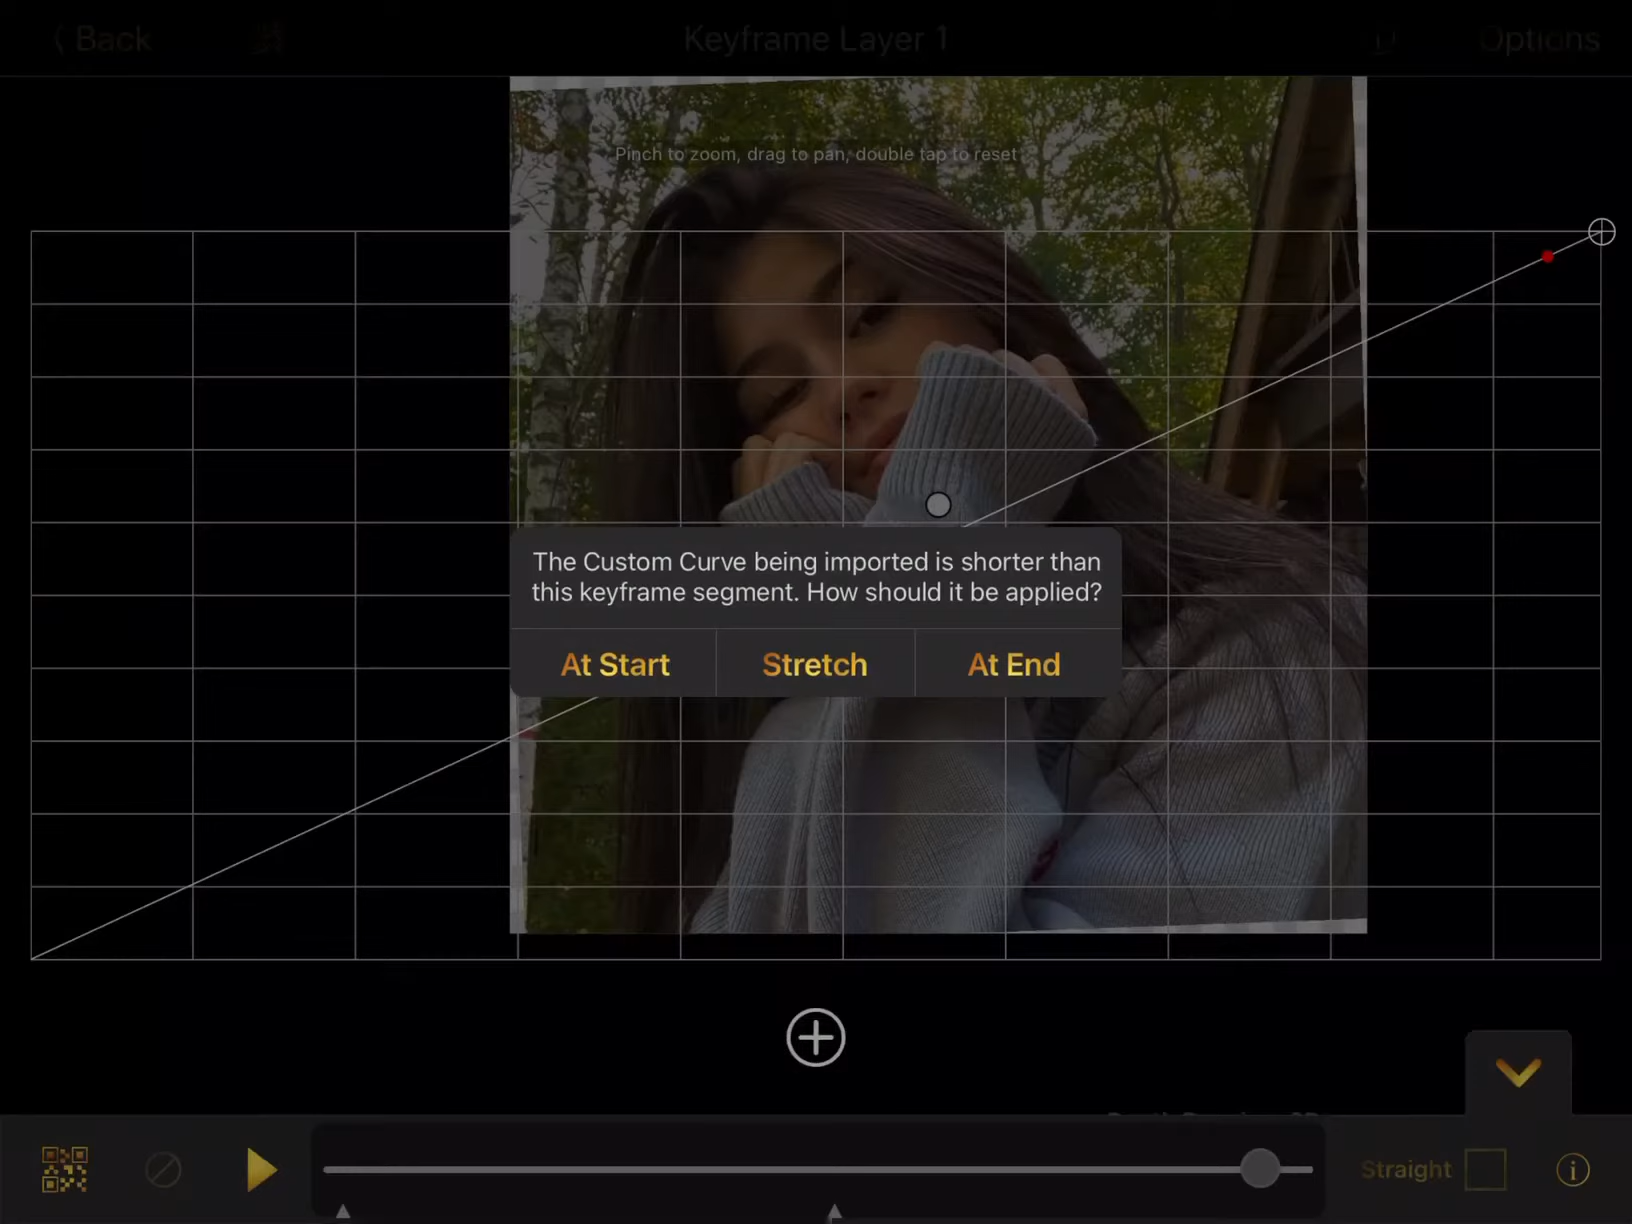 Back
Keyframe Layer 1
Options
Pinch to zoom, drag to pan, double tap to reset
The Custom Curve being imported is shorter than
this keyframe segment. How should it be applied?
At Start
Stretch
At End
Straight